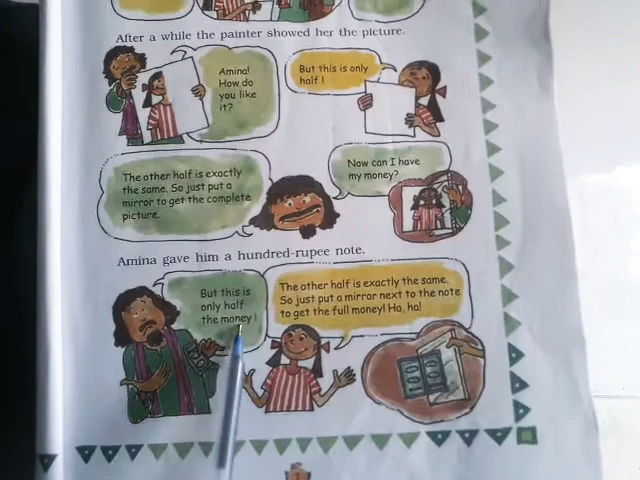 After a while the painter showed her the picture.
Amina!
How do
you like
it?
But this is only
half !
The other half is exactly
the same. So just put a
mirror to get the complete
picture.
Now can I have
my money?
Amina gave him a hundred-rupee note.
But this is
only half
the money!
The other half is exactly the same.
So just put a mirror next to the note
to get the full money! Ha, ha!